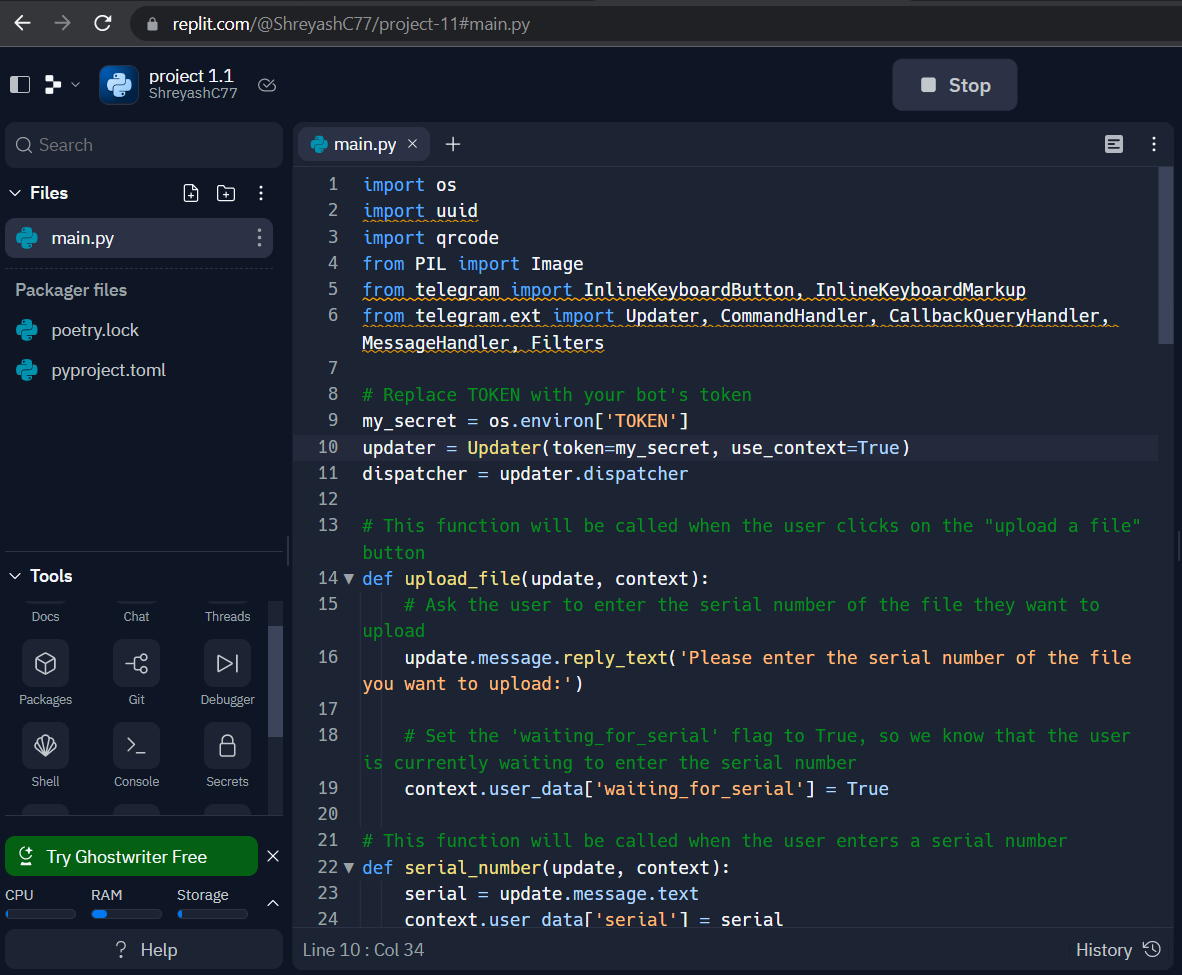 replit.com/@ShreyashC77/project-11#main.py
project 1.1
ShreyashC77
Stop
Search
Files
main.py
Packager files
poetry.lock
pyproject.toml
Tools
Docs
Chat
Threads
Packages
Git
Debugger
Shell
Console
Secrets
Try Ghostwriter Free
CPU
RAM
Storage
? Help
main.py
1 import os
2 import uuid
3 import qrcode
4 from PIL import Image
5 from telegram import InlineKeyboardButton, InlineKeyboardMarkup
6 from telegram.ext import Updater, CommandHandler, CallbackQueryHandler,
MessageHandler, Filters
7
8 # Replace TOKEN with your bot's token
9 my_secret = os.environ['TOKEN']
10 updater = Updater(token=my_secret, use_context=True)
11 dispatcher = updater.dispatcher
12
13 # This function will be called when the user clicks on the "upload a file"
button
14 def upload_file(update, context):
15     # Ask the user to enter the serial number of the file they want to
upload
16     update.message.reply_text('Please enter the serial number of the file
you want to upload:')
17
18     # Set the 'waiting_for_serial' flag to True, so we know that the user
is currently waiting to enter the serial number
19     context.user_data['waiting_for_serial'] = True
20
21 # This function will be called when the user enters a serial number
22 def serial_number(update, context):
23     serial = update.message.text
24     context.user_data['serial'] = serial
Line 10 : Col 34
History